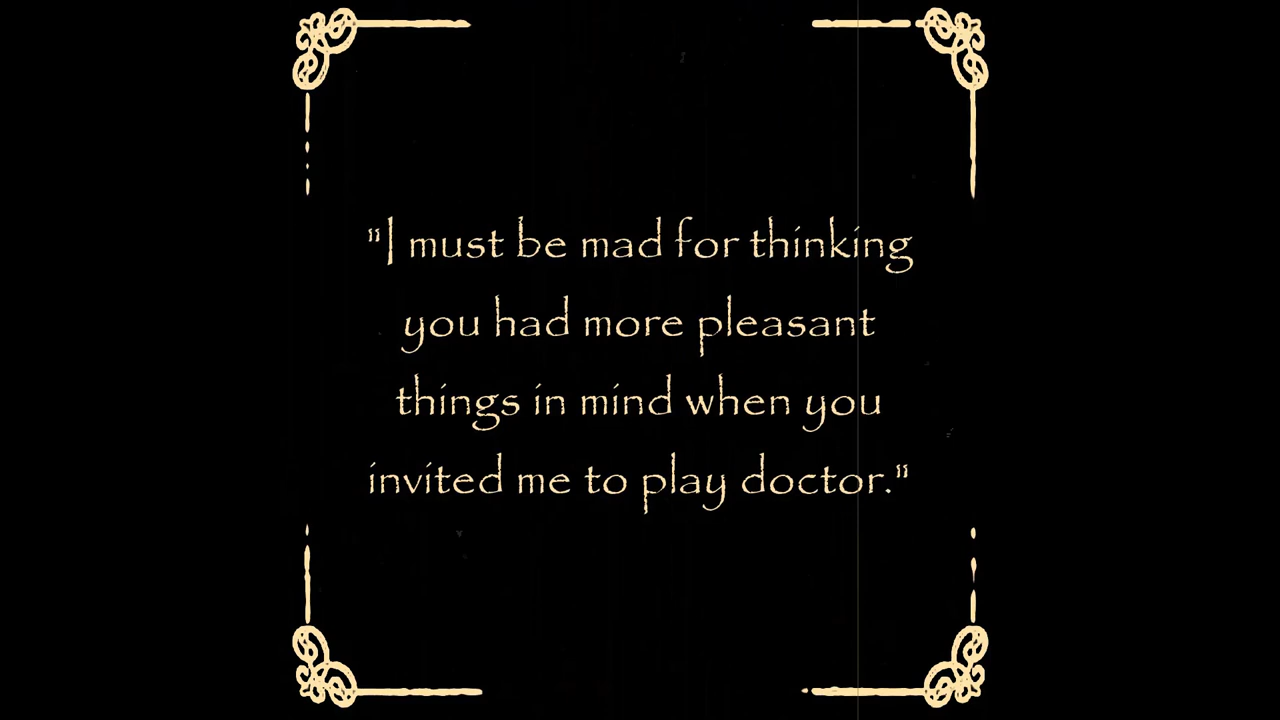 "I must be mad for thinking
you had more pleasant
things in mind when you
invited me to play doctor."